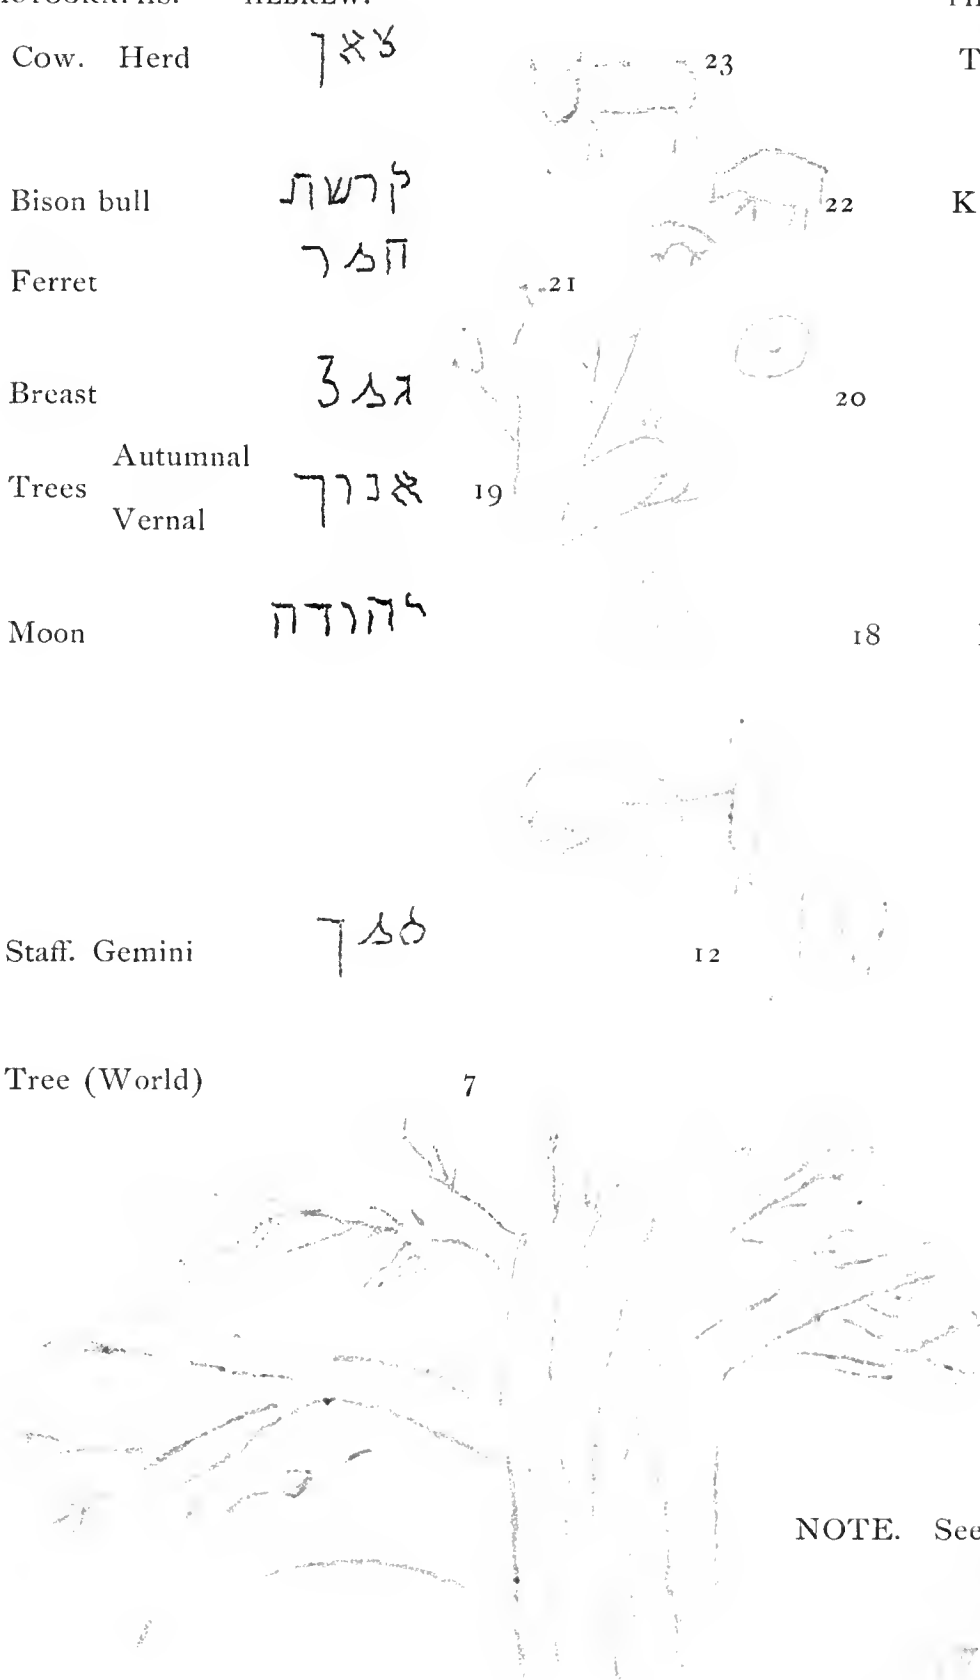 HEBREW.
Cow. Herd צאן 23
T
Bison bull קרשת 22
K
Ferret 21
Breast 20
Autumnal
Trees 19
Vernal
Moon יהודה 18
Staff. Gemini 12
Tree (World) 7
NOTE. See